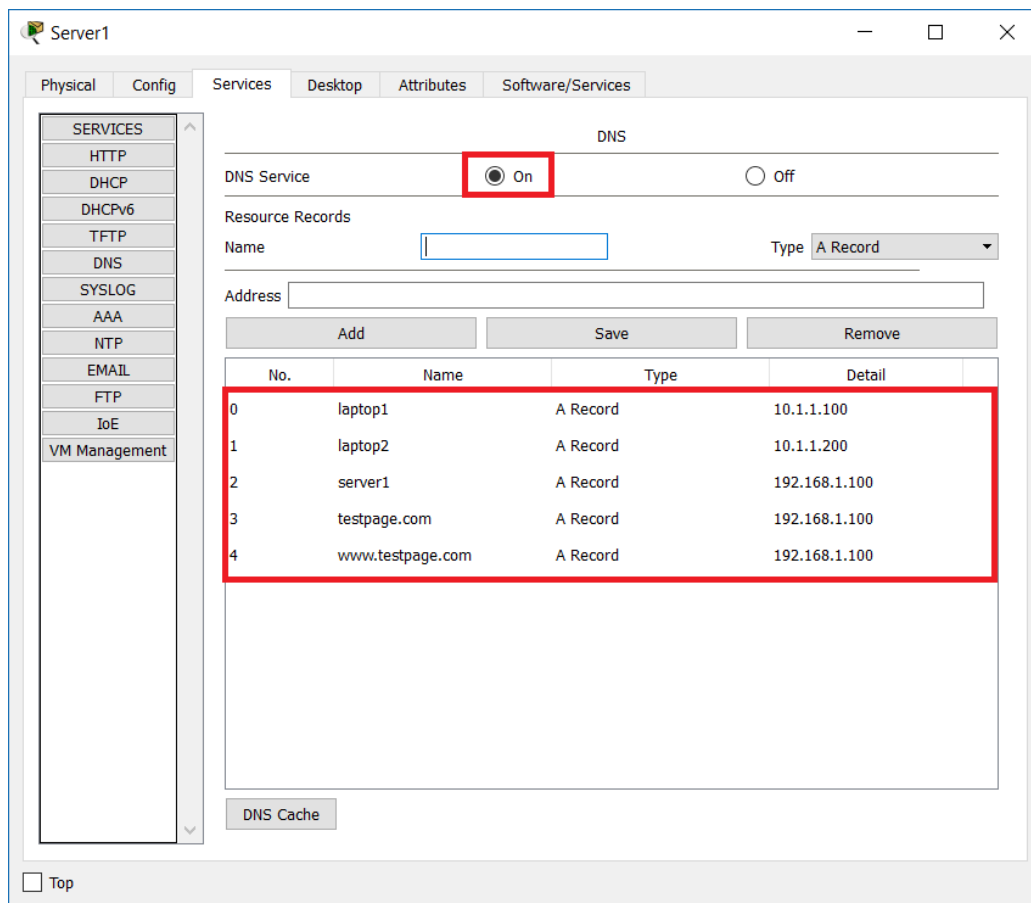 Server1
Physical Config Services Desktop Attributes Software/Services
SERVICES
HTTP
DHCP
DHCPv6
TFTP
DNS
SYSLOG
AAA
NTP
EMAIL
FTP
IoE
VM Management
DNS
DNS Service On Off
Resource Records
Name Type A Record
Address
Add Save Remove
No. Name Type Detail
0 laptop1 A Record 10.1.1.100
1 laptop2 A Record 10.1.1.200
2 server1 A Record 192.168.1.100
3 testpage.com A Record 192.168.1.100
4 www.testpage.com A Record 192.168.1.100
DNS Cache
Top